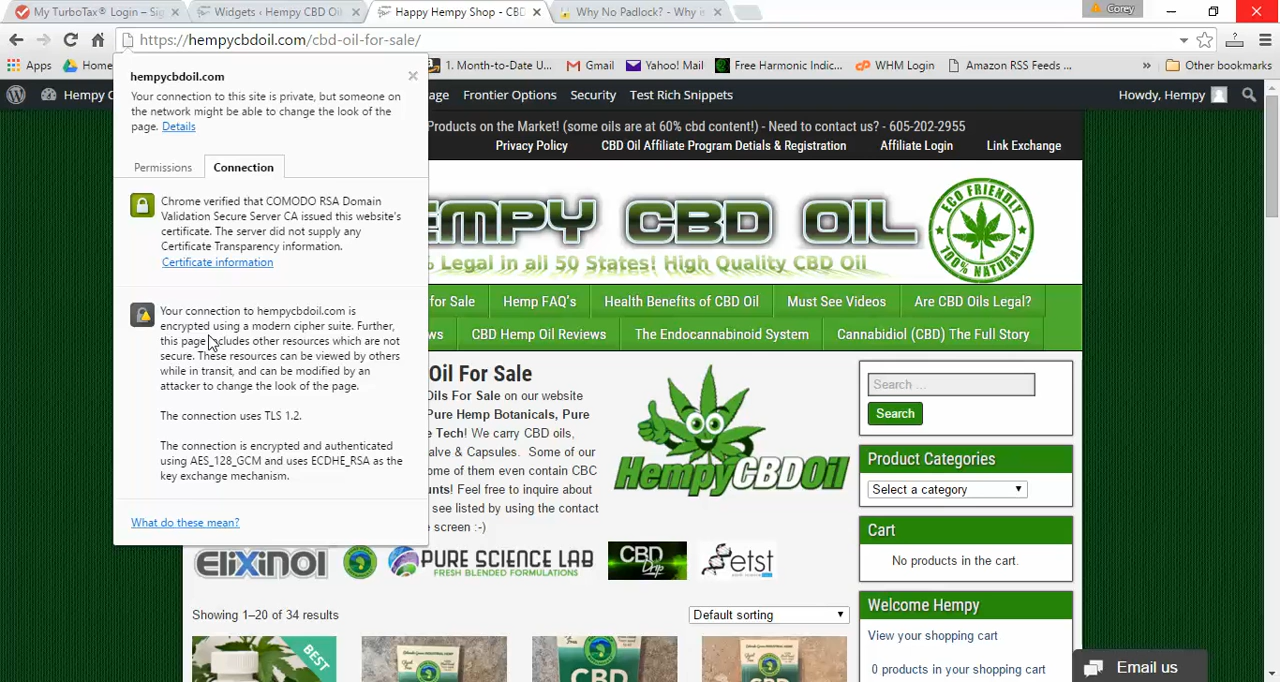 My TurboTax® Login – Si
Widgets ‹ Hempy CBD Oi
Happy Hempy Shop - CBD
Why No Padlock? - Why i
Corey
https://hempycbdoil.com/cbd-oil-for-sale/
Apps
Home
1. Month-to-Date U...
Gmail
Yahoo! Mail
Free Harmonic Indic...
WHM Login
Amazon RSS Feeds ...
»
Other bookmarks
Hempy C
age
Frontier Options
Security
Test Rich Snippets
Howdy, Hempy
hempycbdoil.com
Your connection to this site is private, but someone on
the network might be able to change the look of the
page. Details
Permissions
Connection
Chrome verified that COMODO RSA Domain
Validation Secure Server CA issued this website's
certificate. The server did not supply any
Certificate Transparency information.
Certificate information
Your connection to hempycbdoil.com is
encrypted using a modern cipher suite. Further,
this page includes other resources which are not
secure. These resources can be viewed by others
while in transit, and can be modified by an
attacker to change the look of the page.
The connection uses TLS 1.2.
The connection is encrypted and authenticated
using AES_128_GCM and uses ECDHE_RSA as the
key exchange mechanism.
What do these mean?
Products on the Market! (some oils are at 60% cbd content!) - Need to contact us? - 605-202-2955
Privacy Policy
CBD Oil Affiliate Program Detials & Registration
Affiliate Login
Link Exchange
EMPY CBD OIL
Legal in all 50 States! High Quality CBD Oil
ECO FRIENDLY
100% NATURAL
for Sale
Hemp FAQ's
Health Benefits of CBD Oil
Must See Videos
Are CBD Oils Legal?
ws
CBD Hemp Oil Reviews
The Endocannabinoid System
Cannabidiol (CBD) The Full Story
Oil For Sale
Oils For Sale on our website
Pure Hemp Botanicals, Pure
e Tech! We carry CBD oils,
alve & Capsules. Some of our
ome of them even contain CBC
unts! Feel free to inquire about
see listed by using the contact
e screen :-)
HempyCBDOil
Elixinol
PURE SCIENCE LAB
FRESH BLENDED FORMULATIONS
CBD
Drip
etst
Showing 1–20 of 34 results
Default sorting
BEST
CBD
Search ...
Search
Product Categories
Select a category
Cart
No products in the cart.
Welcome Hempy
View your shopping cart
0 products in your shopping cart
Email us